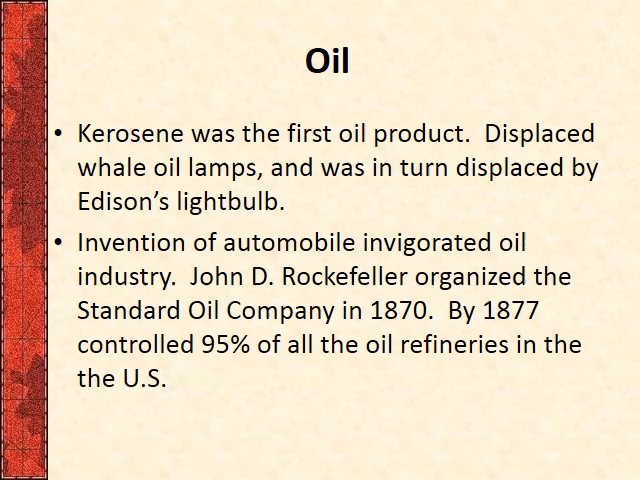 Oil
• Kerosene was the first oil product.  Displaced
whale oil lamps, and was in turn displaced by
Edison’s lightbulb.
• Invention of automobile invigorated oil
industry.  John D. Rockefeller organized the
Standard Oil Company in 1870.  By 1877
controlled 95% of all the oil refineries in the
the U.S.